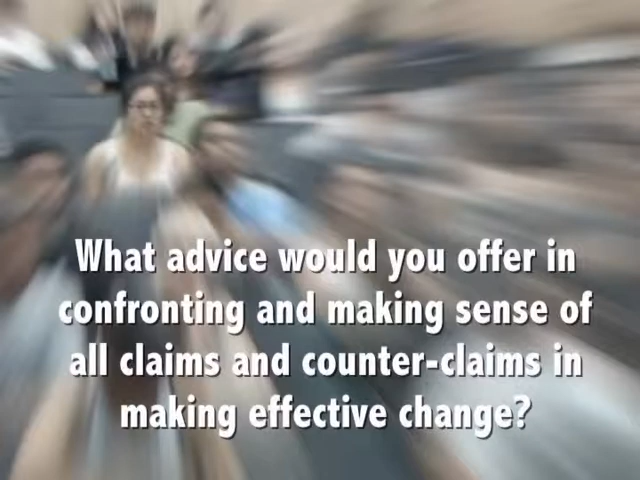 What advice would you offer in
confronting and making sense of
all claims and counter-claims in
making effective change?